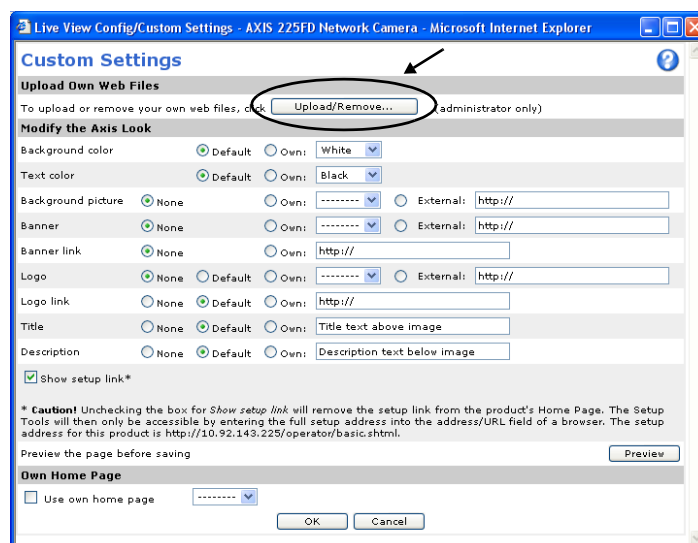 Live View Config/Custom Settings - AXIS 225FD Network Camera - Microsoft Internet Explorer
Custom Settings
?
Upload Own Web Files
To upload or remove your own web files, click Upload/Remove... (administrator only)
Modify the Axis Look
Background color Default Own: White
Text color Default Own: Black
Background picture None Own: -------- External: http://
Banner None Own: -------- External: http://
Banner link None Own: http://
Logo None Default Own: -------- External: http://
Logo link None Default Own: http://
Title None Default Own: Title text above image
Description None Default Own: Description text below image
Show setup link*
* Caution! Unchecking the box for Show setup link will remove the setup link from the product's Home Page. The Setup
Tools will then only be accessible by entering the full setup address into the address/URL field of a browser. The setup
address for this product is http://10.92.143.225/operator/basic.shtml.
Preview the page before saving Preview
Own Home Page
Use own home page --------
OK Cancel